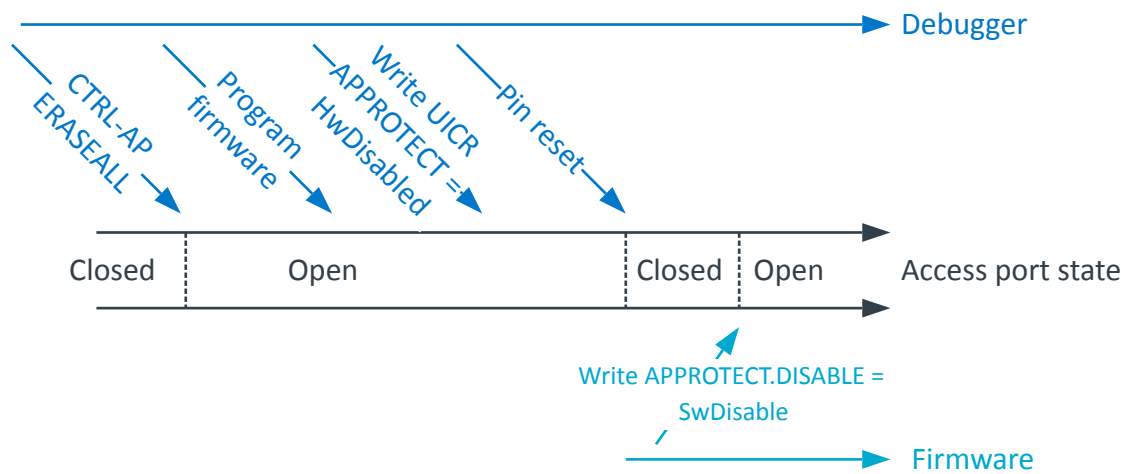 Debugger
CTRL-AP
ERASEALL
Program
firmware
Write UICR
APPROTECT =
HwDisabled
Pin reset
Closed
Open
Closed
Open
Access port state
Write APPROTECT.DISABLE =
SwDisable
Firmware